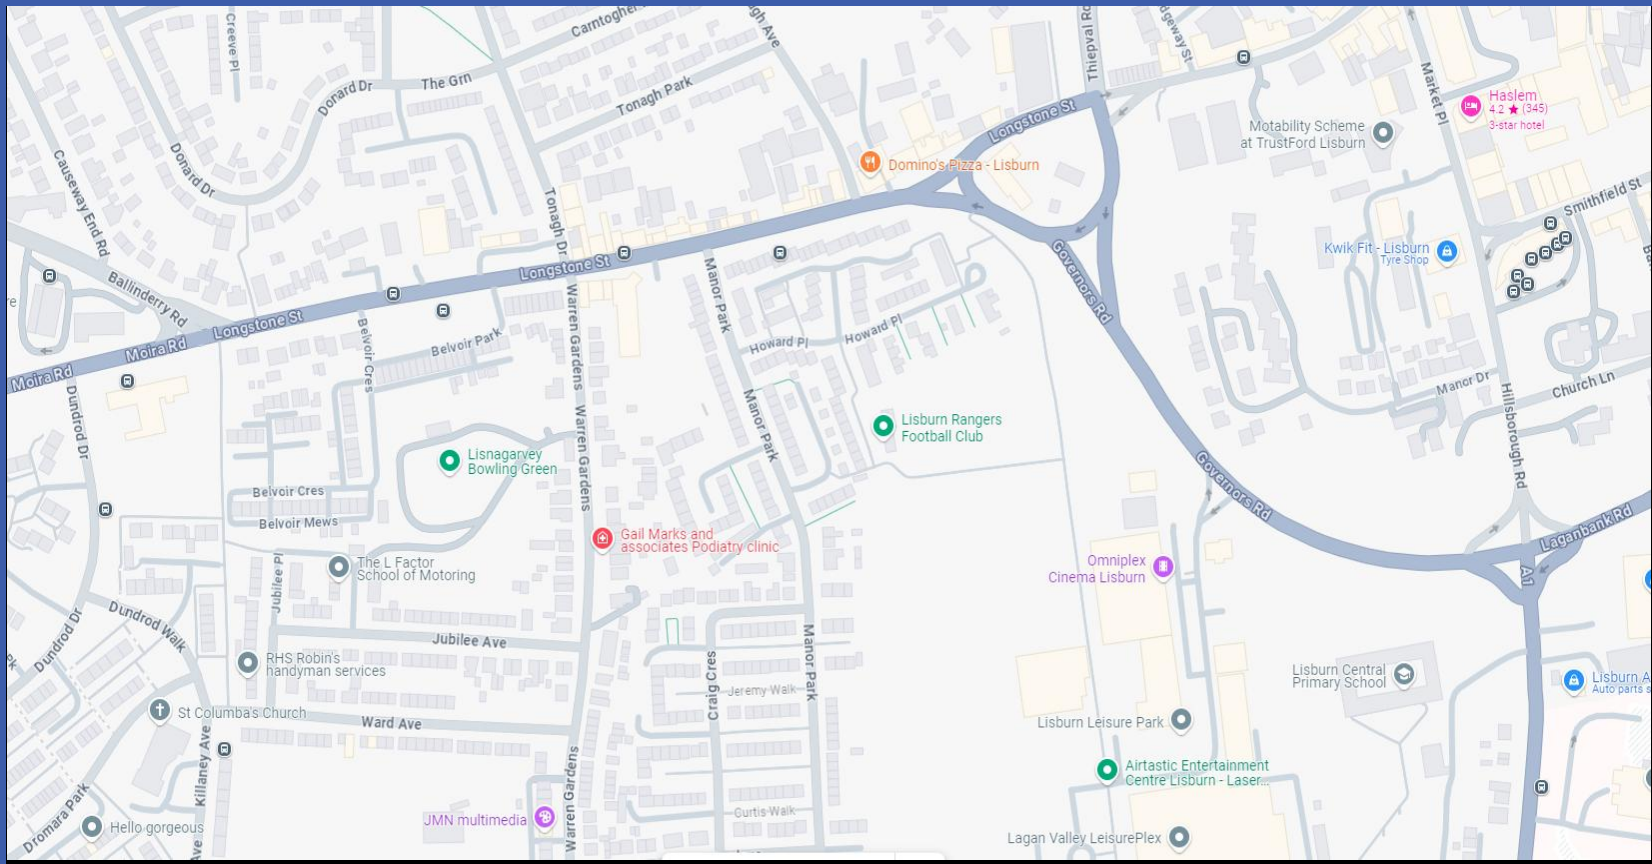 Creeve Pl
Carntogher
Tonagh Ave
Thiepval Rd
The Grn
Donard Dr
Tonagh Park
Market Pl
Haslem
4.2 ★ (345)
3-star hotel
Longstone St
Motability Scheme
at TrustFord Lisburn
Causeway End Rd
Donard Dr
Domino's Pizza - Lisburn
Smithfield St
Tonagh Dr
Kwik Fit - Lisburn
Tyre Shop
Longstone St
Ballinderry Rd
Manor Park
Governors Rd
Longstone St
Warren Gardens
Moira Rd
Belvoir Cres
Belvoir Park
Howard Pl
Howard Pl
Moira Rd
Manor Dr
Church Ln
Dundrod Dr
Manor Park
Warren Gardens
Hillsborough Rd
Lisburn Rangers
Football Club
Lisnagarvey
Bowling Green
Governors Rd
Belvoir Cres
Belvoir Mews
Laganbank Rd
Gail Marks and
associates Podiatry clinic
The L Factor
School of Motoring
Omniplex
Cinema Lisburn
A1
Jubilee Pl
Dundrod Dr
Dundrod Walk
Jubilee Ave
Manor Park
RHS Robin's
handyman services
Craig Cres
Jeremy Walk
Lisburn Central
Primary School
Lisburn A
Auto parts s
St Columba's Church
Ward Ave
Lisburn Leisure Park
Killaney Ave
Warren Gardens
Airtastic Entertainment
Centre Lisburn - Laser...
Dromara Park
Hello gorgeous
JMN multimedia
Curtis Walk
Lagan Valley LeisurePlex